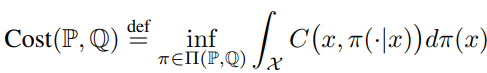 Cost(ℙ, ℚ) ≝ inf_{π∈Π(ℙ,ℚ)} ∫_𝒳 C(x, π(·|x))dπ(x)